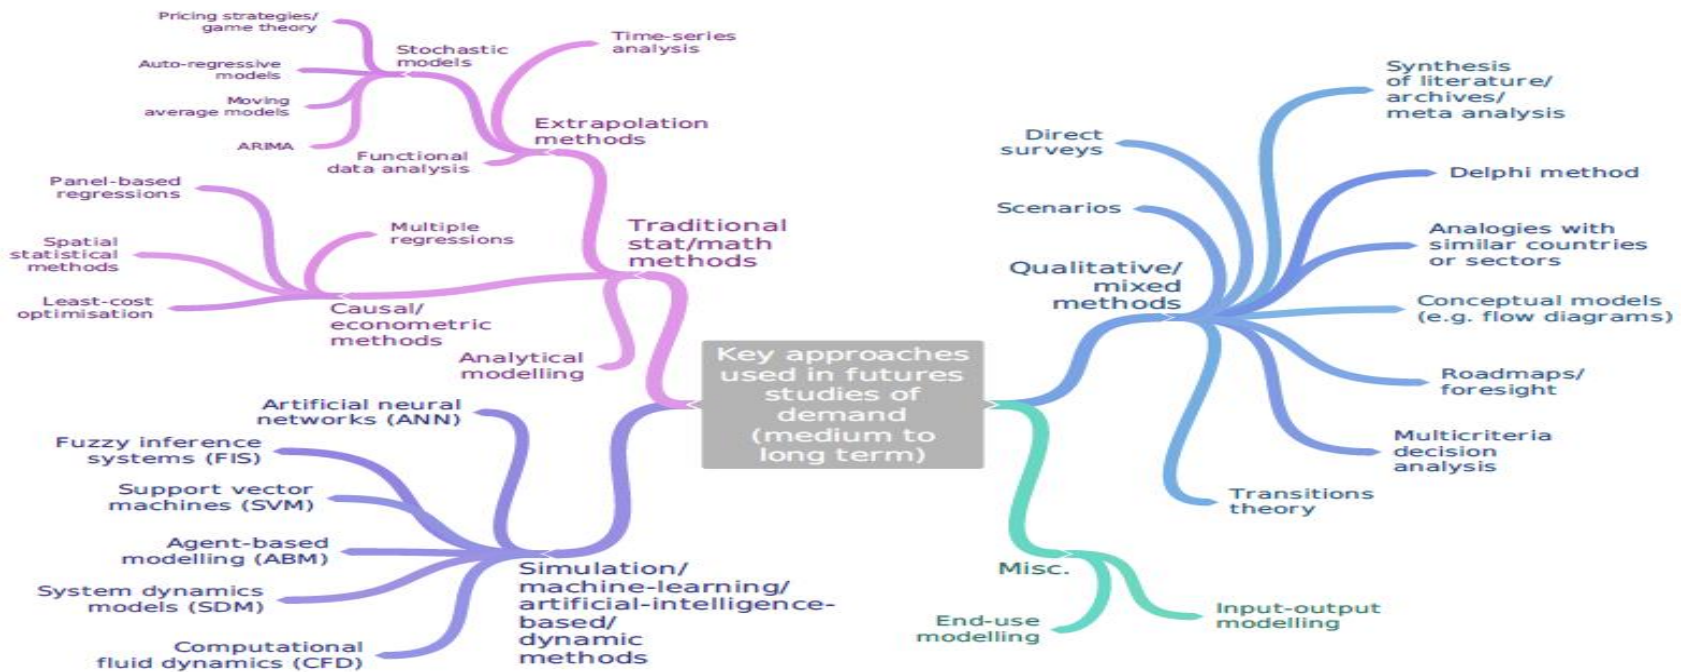 Pricing strategies/
game theory
Stochastic
models
Auto-regressive
models
Moving
average models
ARIMA
Time-series
analysis
Extrapolation
methods
Functional
data analysis
Panel-based
regressions
Multiple
regressions
Spatial
statistical
methods
Least-cost
optimisation
Causal/
econometric
methods
Traditional
stat/math
methods
Analytical
modelling
Key approaches
used in futures
studies of
demand
(medium to
long term)
Artificial neural
networks (ANN)
Fuzzy inference
systems (FIS)
Support vector
machines (SVM)
Agent-based
modelling (ABM)
System dynamics
models (SDM)
Computational
fluid dynamics (CFD)
Simulation/
machine-learning/
artificial-intelligence-
based/
dynamic
methods
Direct
surveys
Scenarios
Qualitative/
mixed
methods
Synthesis
of literature/
archives/
meta analysis
Delphi method
Analogies with
similar countries
or sectors
Conceptual models
(e.g. flow diagrams)
Roadmaps/
foresight
Multicriteria
decision
analysis
Transitions
theory
Misc.
End-use
modelling
Input-output
modelling